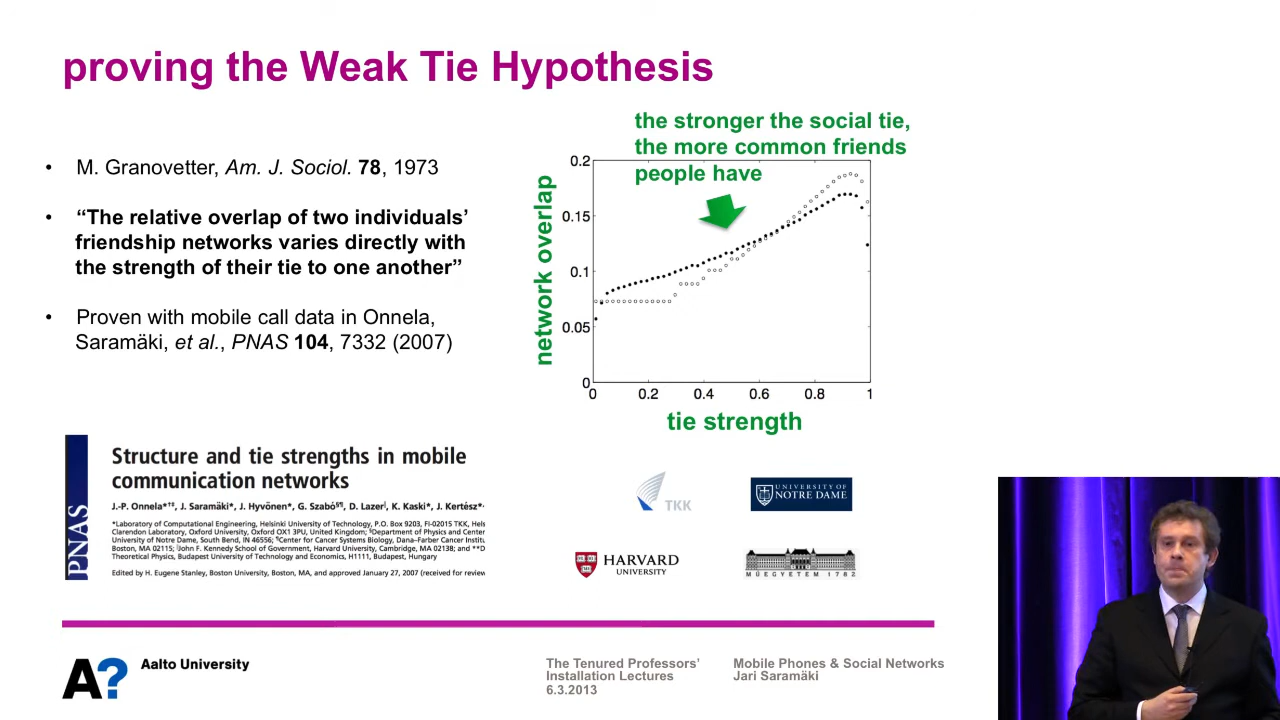 proving the Weak Tie Hypothesis
• M. Granovetter, Am. J. Sociol. 78, 1973
• “The relative overlap of two individuals’
friendship networks varies directly with
the strength of their tie to one another”
• Proven with mobile call data in Onnela,
Saramäki, et al., PNAS 104, 7332 (2007)
the stronger the social tie,
the more common friends
people have
network overlap
0.2
0.15
0.1
0.05
0
0 0.2 0.4 0.6 0.8 1
tie strength
PNAS
Structure and tie strengths in mobile
communication networks
J.-P. Onnela*†‡, J. Saramäki*, J. Hyvönen*, G. Szabó§¶, D. Lazer‖, K. Kaski*, J. Kertész*
*Laboratory of Computational Engineering, Helsinki University of Technology, P.O. Box 9203, FI-02015 TKK, Hels
Clarendon Laboratory, Oxford University, Oxford OX1 3PU, United Kingdom; §Department of Physics and Center
University of Notre Dame, South Bend, IN 46556; ¶Center for Cancer Systems Biology, Dana–Farber Cancer Instit
Boston, MA 02115; ‖John F. Kennedy School of Government, Harvard University, Cambridge, MA 02138; and **D
Theoretical Physics, Budapest University of Technology and Economics, H1111, Budapest, Hungary
Edited by H. Eugene Stanley, Boston University, Boston, MA, and approved January 27, 2007 (received for review
TKK
UNIVERSITY OF
NOTRE DAME
HARVARD
UNIVERSITY
MŰEGYETEM 1782
A?
Aalto University
The Tenured Professors’
Installation Lectures
6.3.2013
Mobile Phones & Social Networks
Jari Saramäki